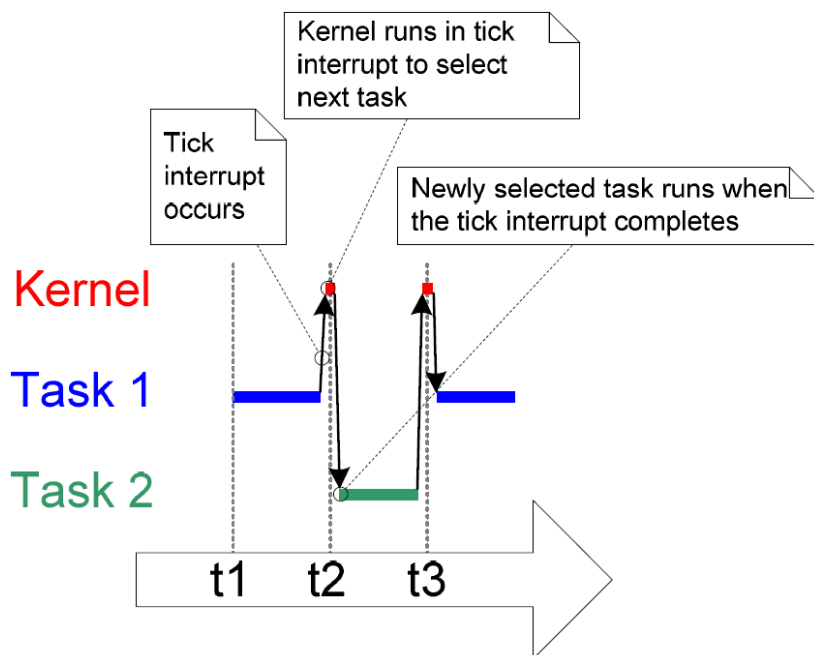 Kernel runs in tick
interrupt to select
next task
Tick
interrupt
occurs
Newly selected task runs when
the tick interrupt completes
Kernel
Task 1
Task 2
t1 t2 t3